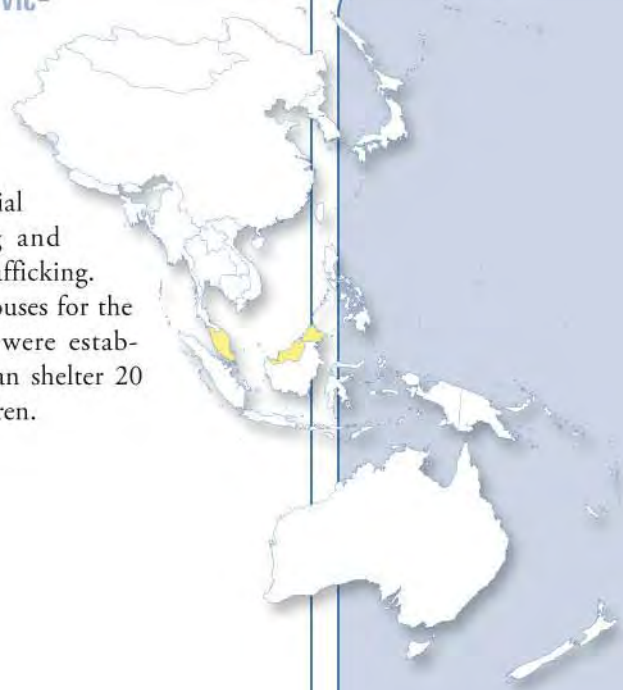 ial
g and
afficking.
ouses for the
were estab-
an shelter 20
ren.